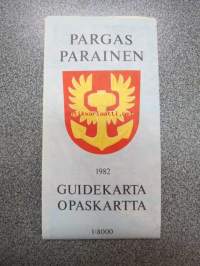 PARGAS
PARAINEN
1982
GUIDEKARTA
OPASKARTTA
1:8000